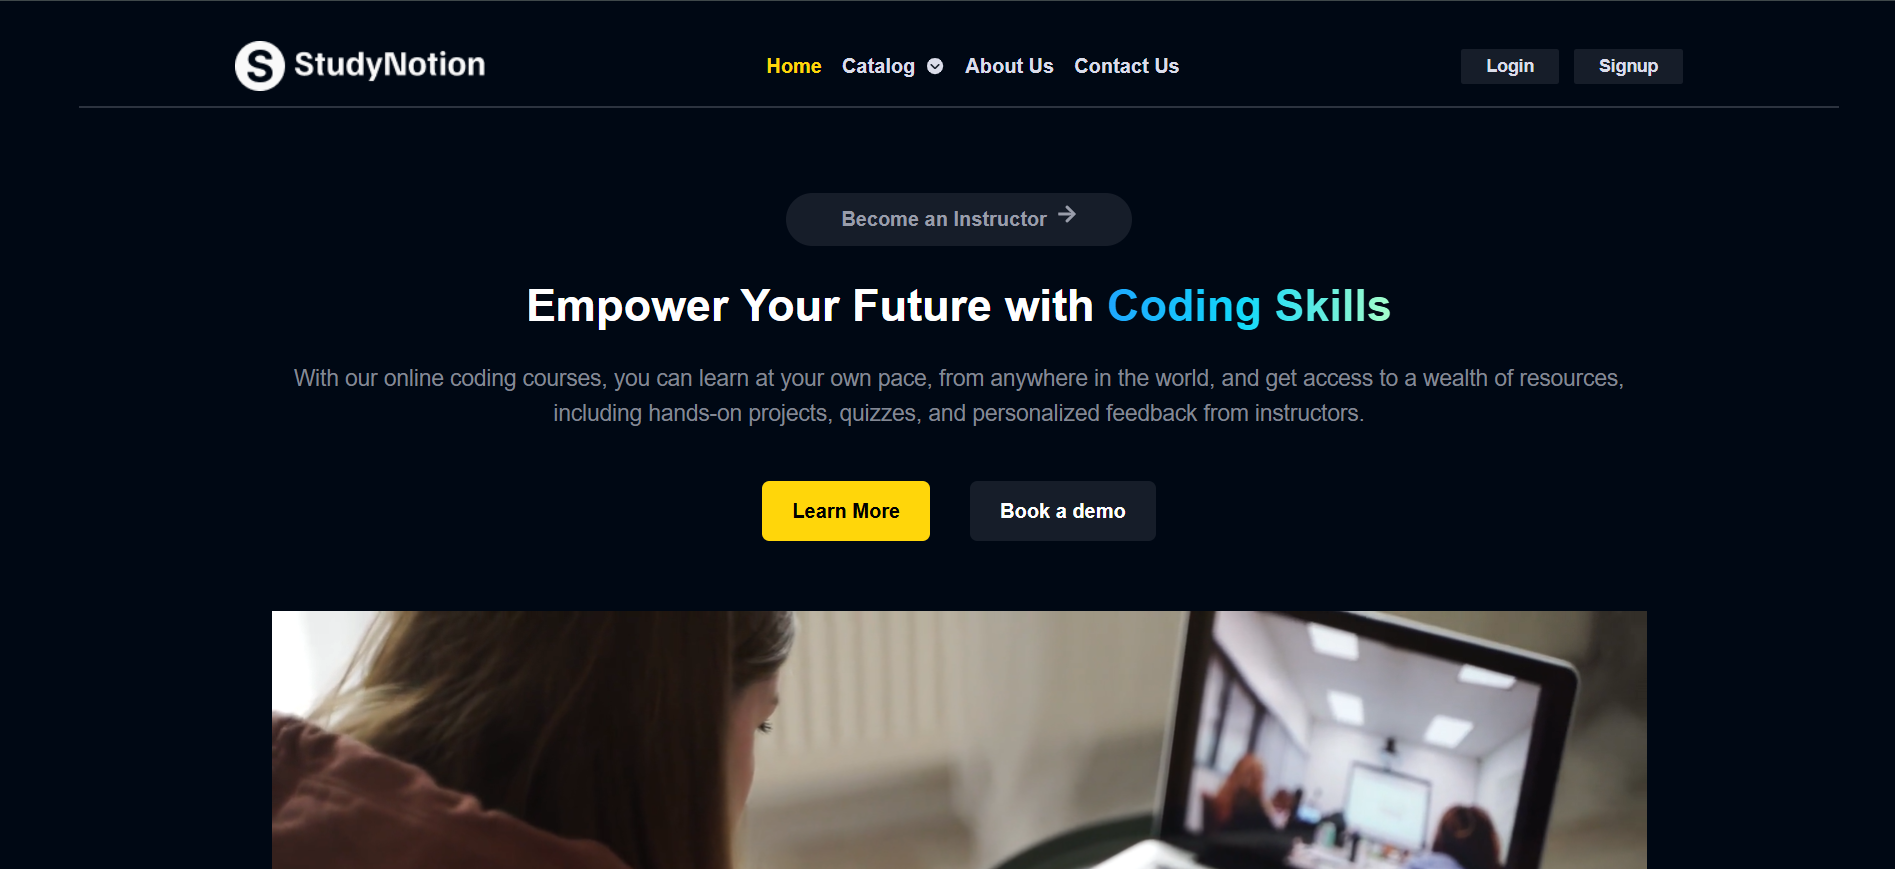 S StudyNotion
Home Catalog About Us Contact Us
Login Signup
Become an Instructor
Empower Your Future with Coding Skills
With our online coding courses, you can learn at your own pace, from anywhere in the world, and get access to a wealth of resources,
including hands-on projects, quizzes, and personalized feedback from instructors.
Learn More Book a demo